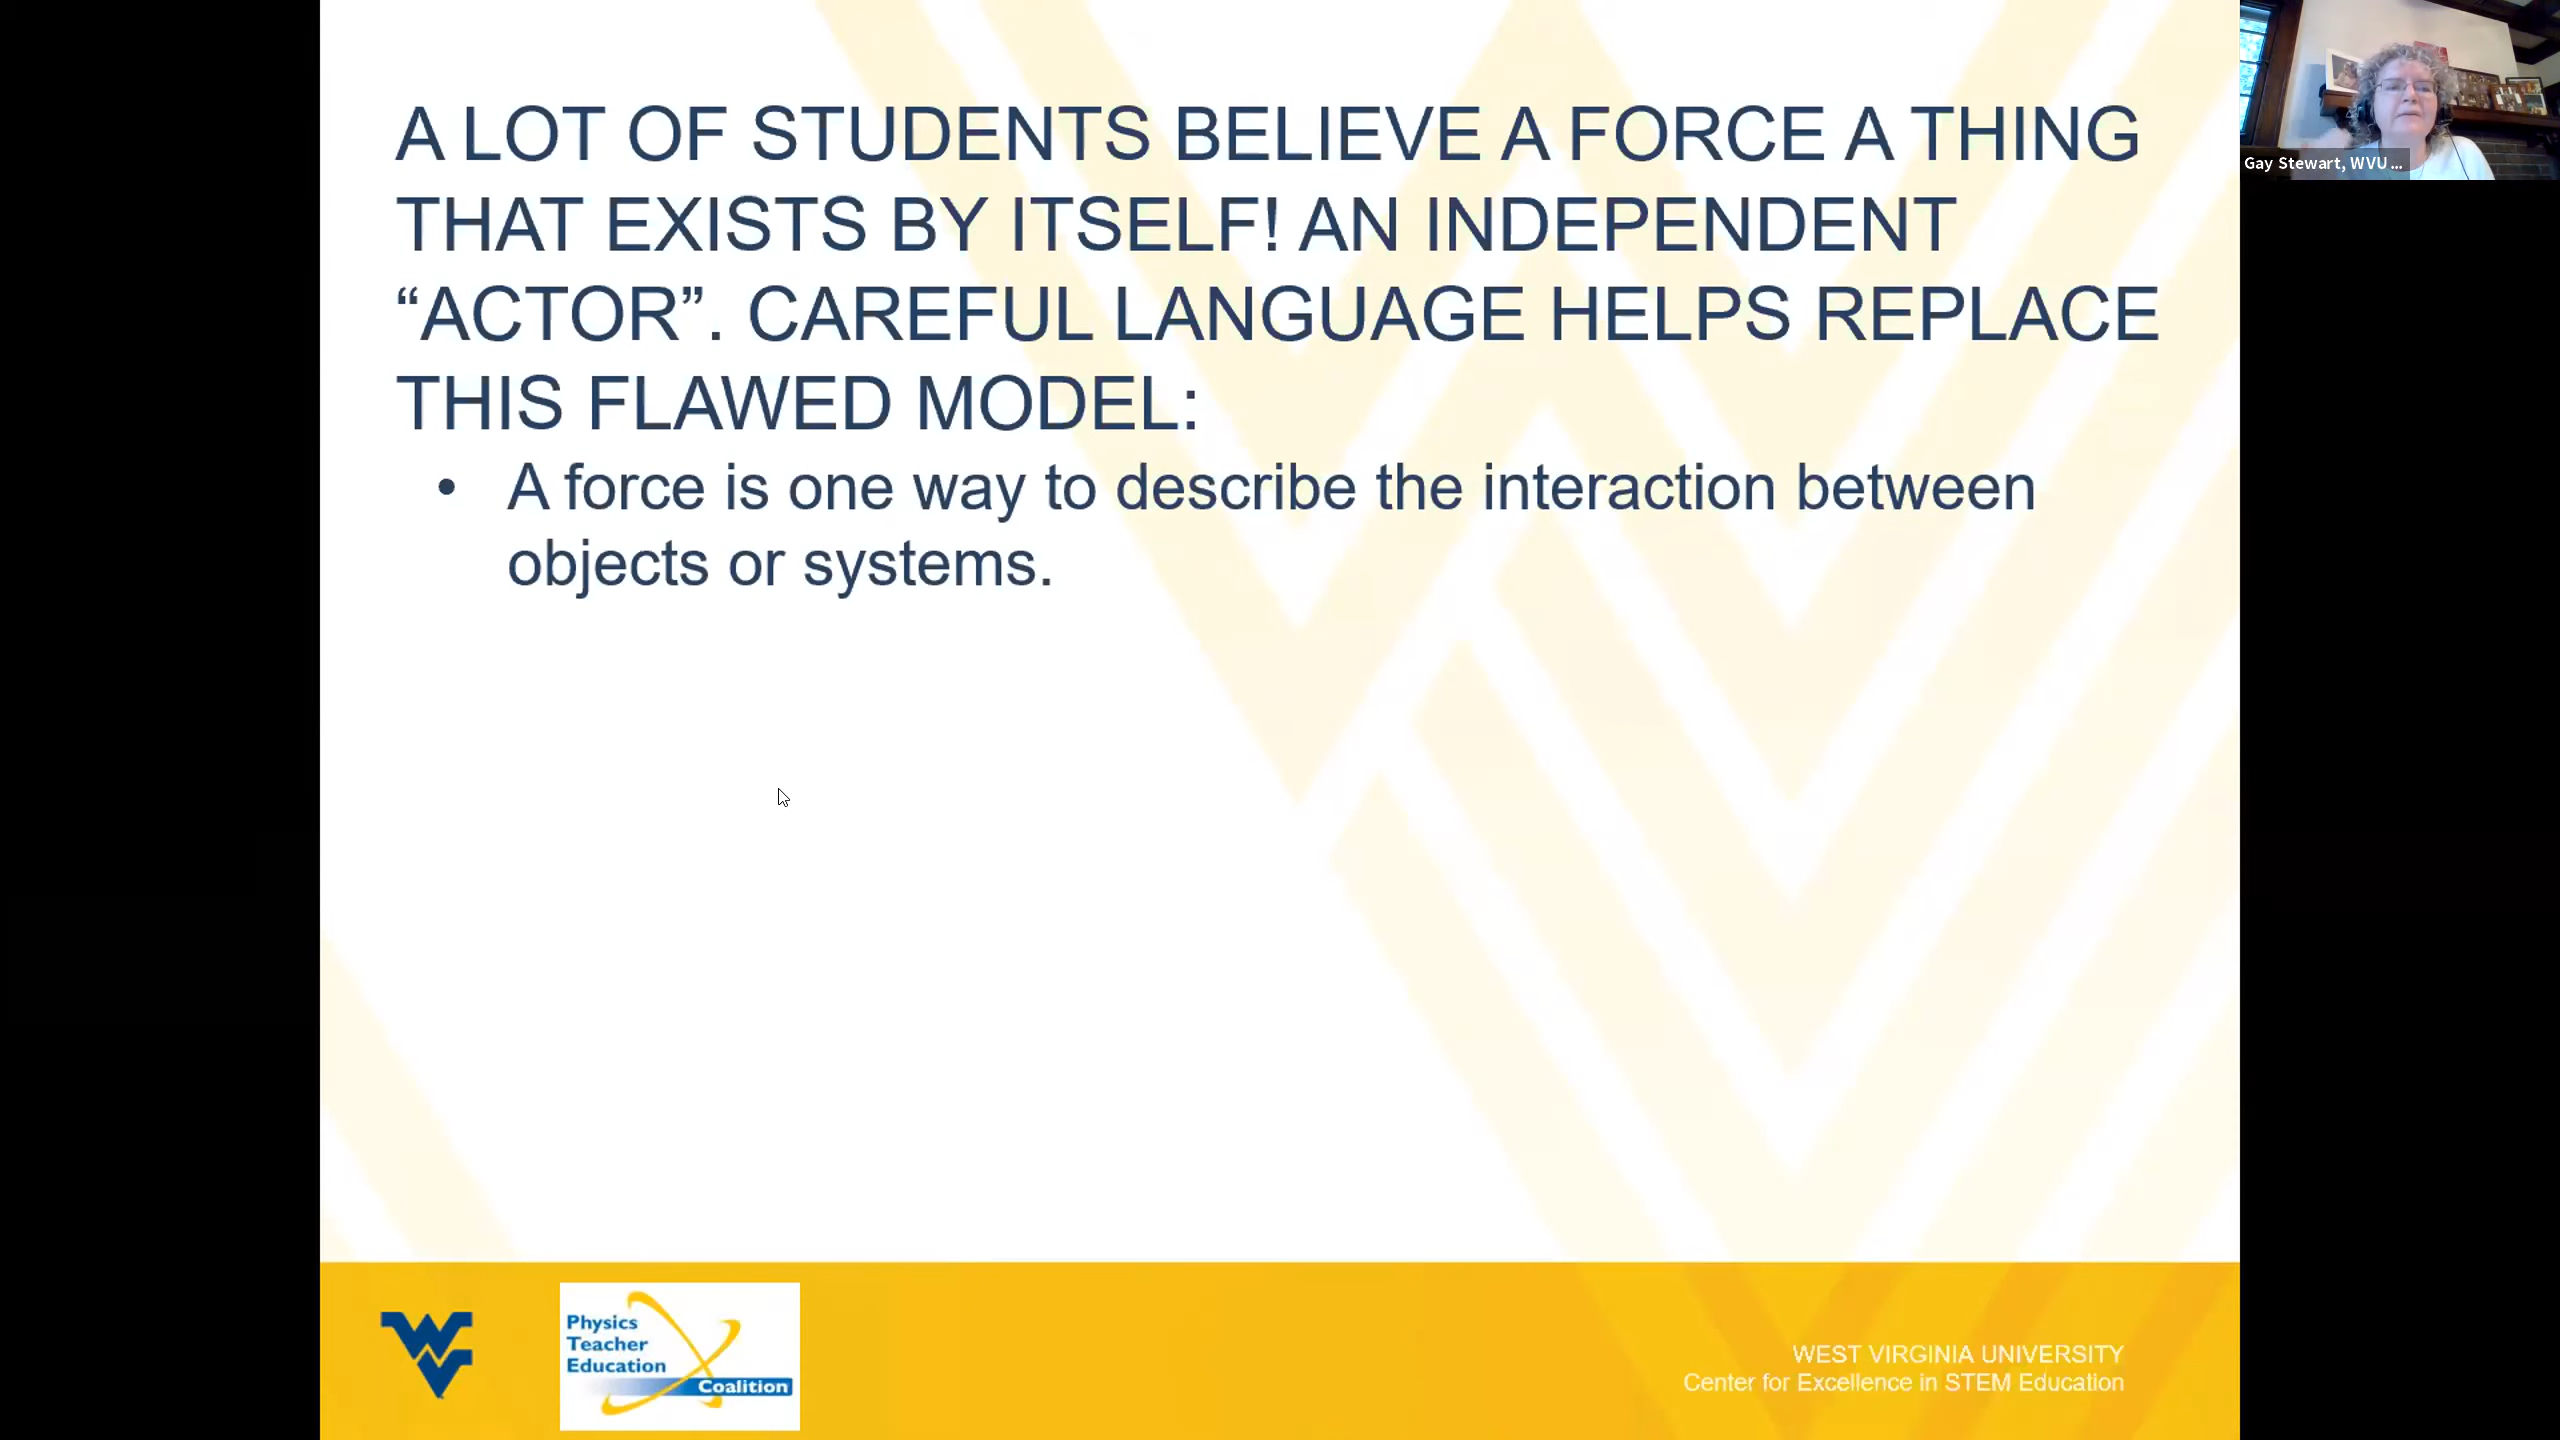 A LOT OF STUDENTS BELIEVE A FORCE A THING
THAT EXISTS BY ITSELF! AN INDEPENDENT
“ACTOR”. CAREFUL LANGUAGE HELPS REPLACE
THIS FLAWED MODEL:
• A force is one way to describe the interaction between
objects or systems.
Gay Stewart, WVU ...
WV
Physics
Teacher
Education
Coalition
WEST VIRGINIA UNIVERSITY
Center for Excellence in STEM Education